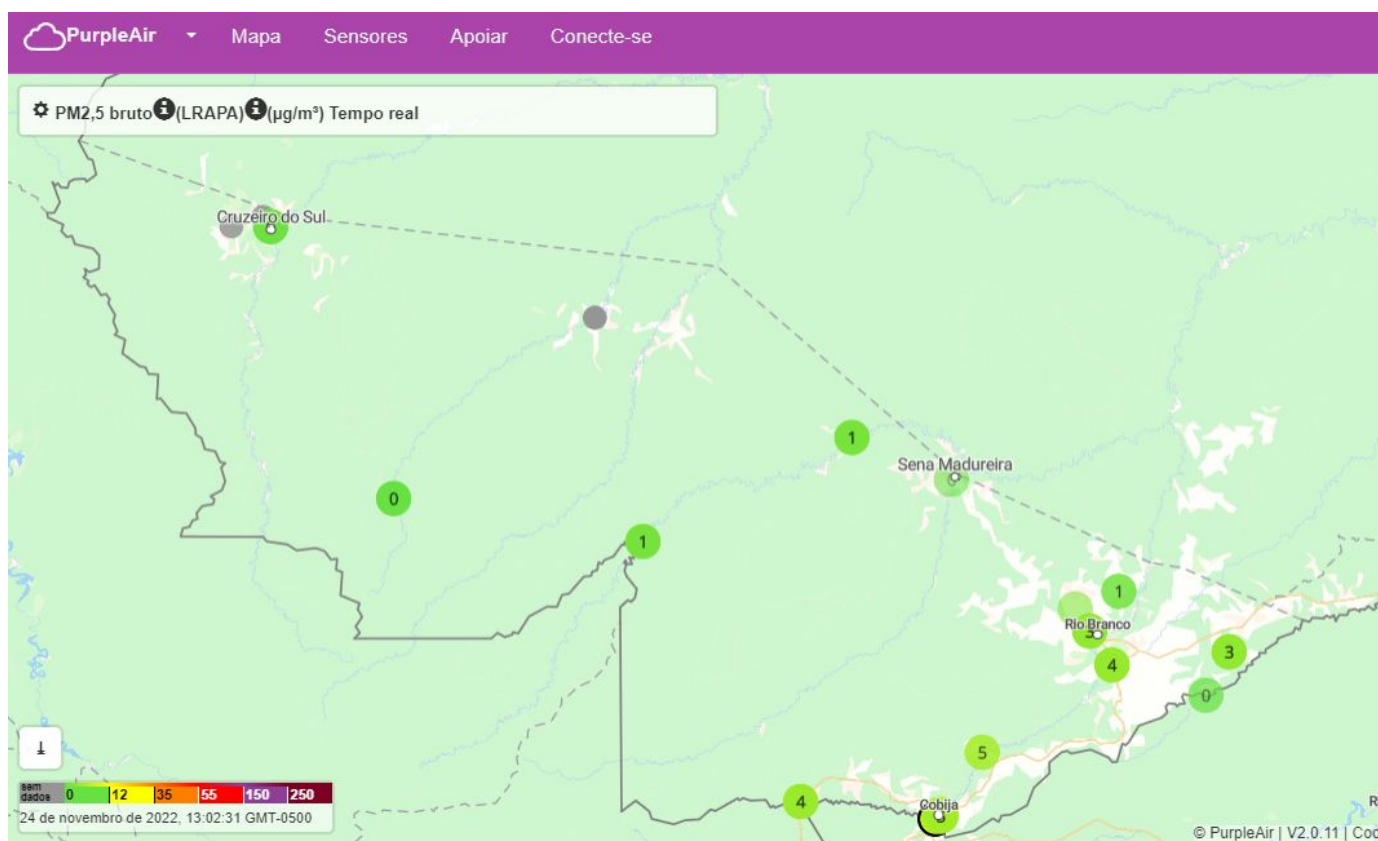 PurpleAir Mapa Sensores Apoiar Conecte-se
PM2,5 bruto (LRAPA) (µg/m³) Tempo real
Cruzeiro do Sul
1
Sena Madureira
0
1
1
Rio Branco
3
4
0
5
4
Cobija
sem dados 0 12 35 55 150 250
24 de novembro de 2022, 13:02:31 GMT-0500
© PurpleAir | V2.0.11 |